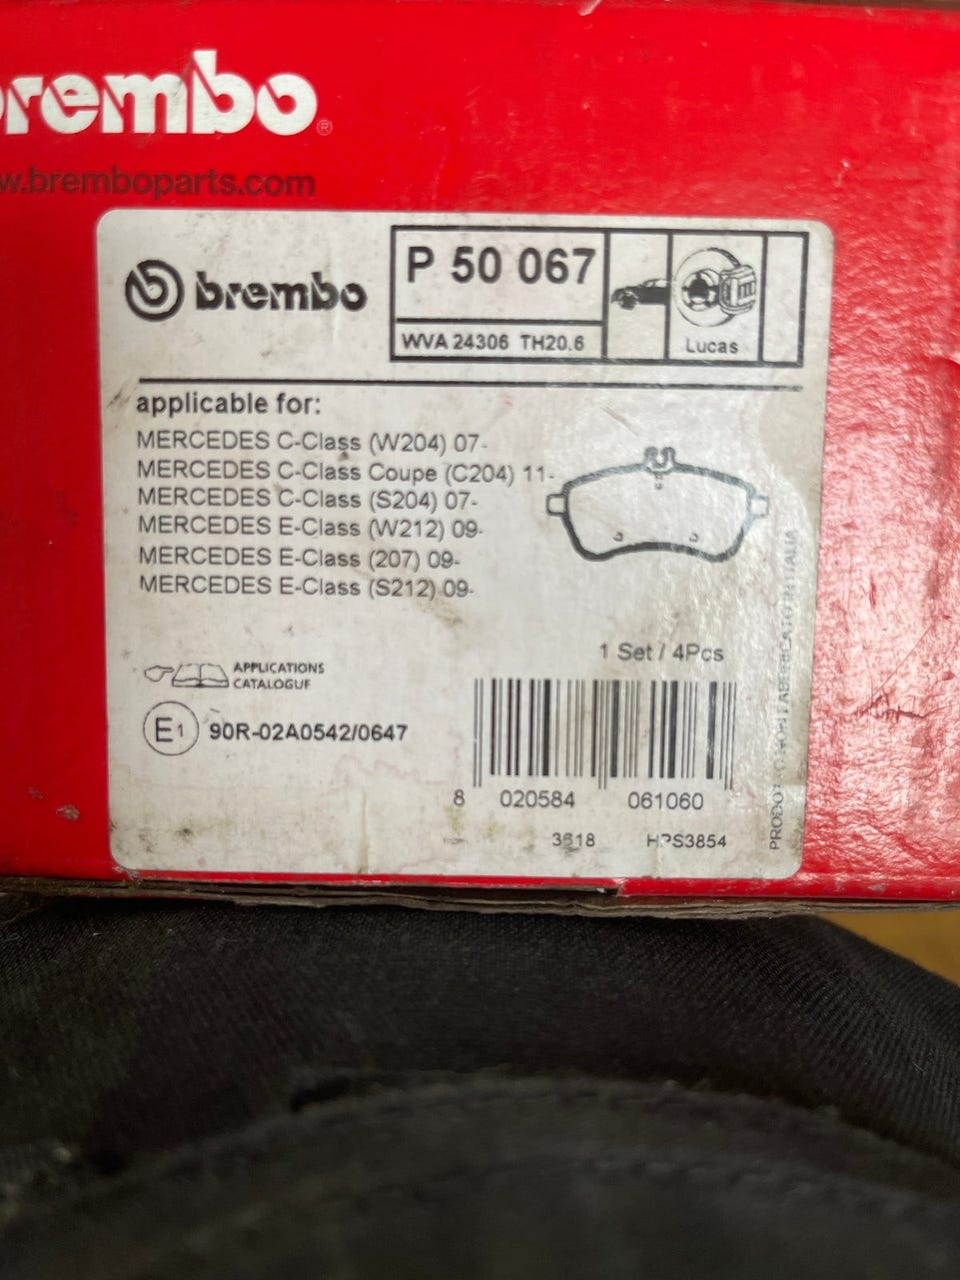 brembo®
www.bremboparts.com
brembo
P 50 067
WVA 24306 TH20.6
Lucas
applicable for:
MERCEDES C-Class (W204) 07-
MERCEDES C-Class Coupe (C204) 11-
MERCEDES C-Class (S204) 07-
MERCEDES E-Class (W212) 09-
MERCEDES E-Class (207) 09-
MERCEDES E-Class (S212) 09-
1 Set / 4Pcs
APPLICATIONS
CATALOGUE
E1 90R-02A0542/0647
8 020584 061060
3618 HPS3854
IN ITALIA